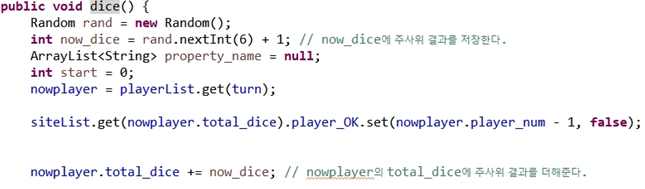 public void dice() {
Random rand = new Random();
int now_dice = rand.nextInt(6) + 1; // now_dice에 주사위 결과를 저장한다.
ArrayList<String> property_name = null;
int start = 0;
nowplayer = playerList.get(turn);
siteList.get(nowplayer.total_dice).player_OK.set(nowplayer.player_num - 1, false);
nowplayer.total_dice += now_dice; // nowplayer의 total_dice에 주사위 결과를 더해준다.